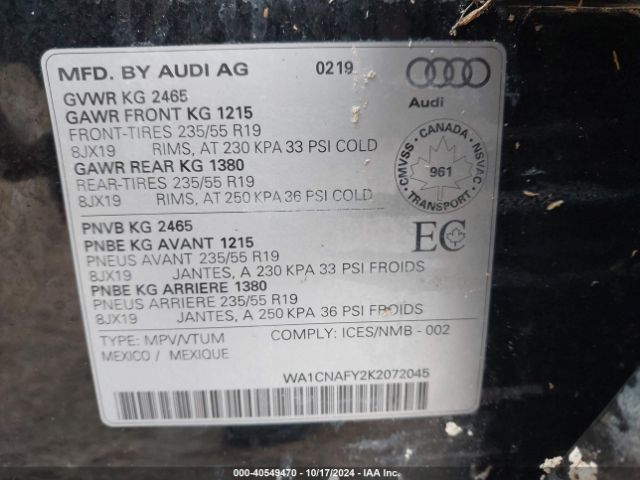 MFD. BY AUDI AG 0219
Audi
GVWR KG 2465
GAWR FRONT KG 1215
FRONT-TIRES 235/55 R19
8JX19 RIMS, AT 230 KPA 33 PSI COLD
GAWR REAR KG 1380
REAR-TIRES 235/55 R19
8JX19 RIMS, AT 250 KPA 36 PSI COLD
CMVSS - CANADA - NSVAC
961
TRANSPORT
PNVB KG 2465
PNBE KG AVANT 1215
PNEUS AVANT 235/55 R19
8JX19 JANTES, A 230 KPA 33 PSI FROIDS
PNBE KG ARRIERE 1380
PNEUS ARRIERE 235/55 R19
8JX19 JANTES, A 250 KPA 36 PSI FROIDS
EC
TYPE: MPV/VTUM COMPLY: ICES/NMB - 002
MEXICO / MEXIQUE
WA1CNAFY2K2072045
000-40549470 - 10/17/2024 - IAA Inc.